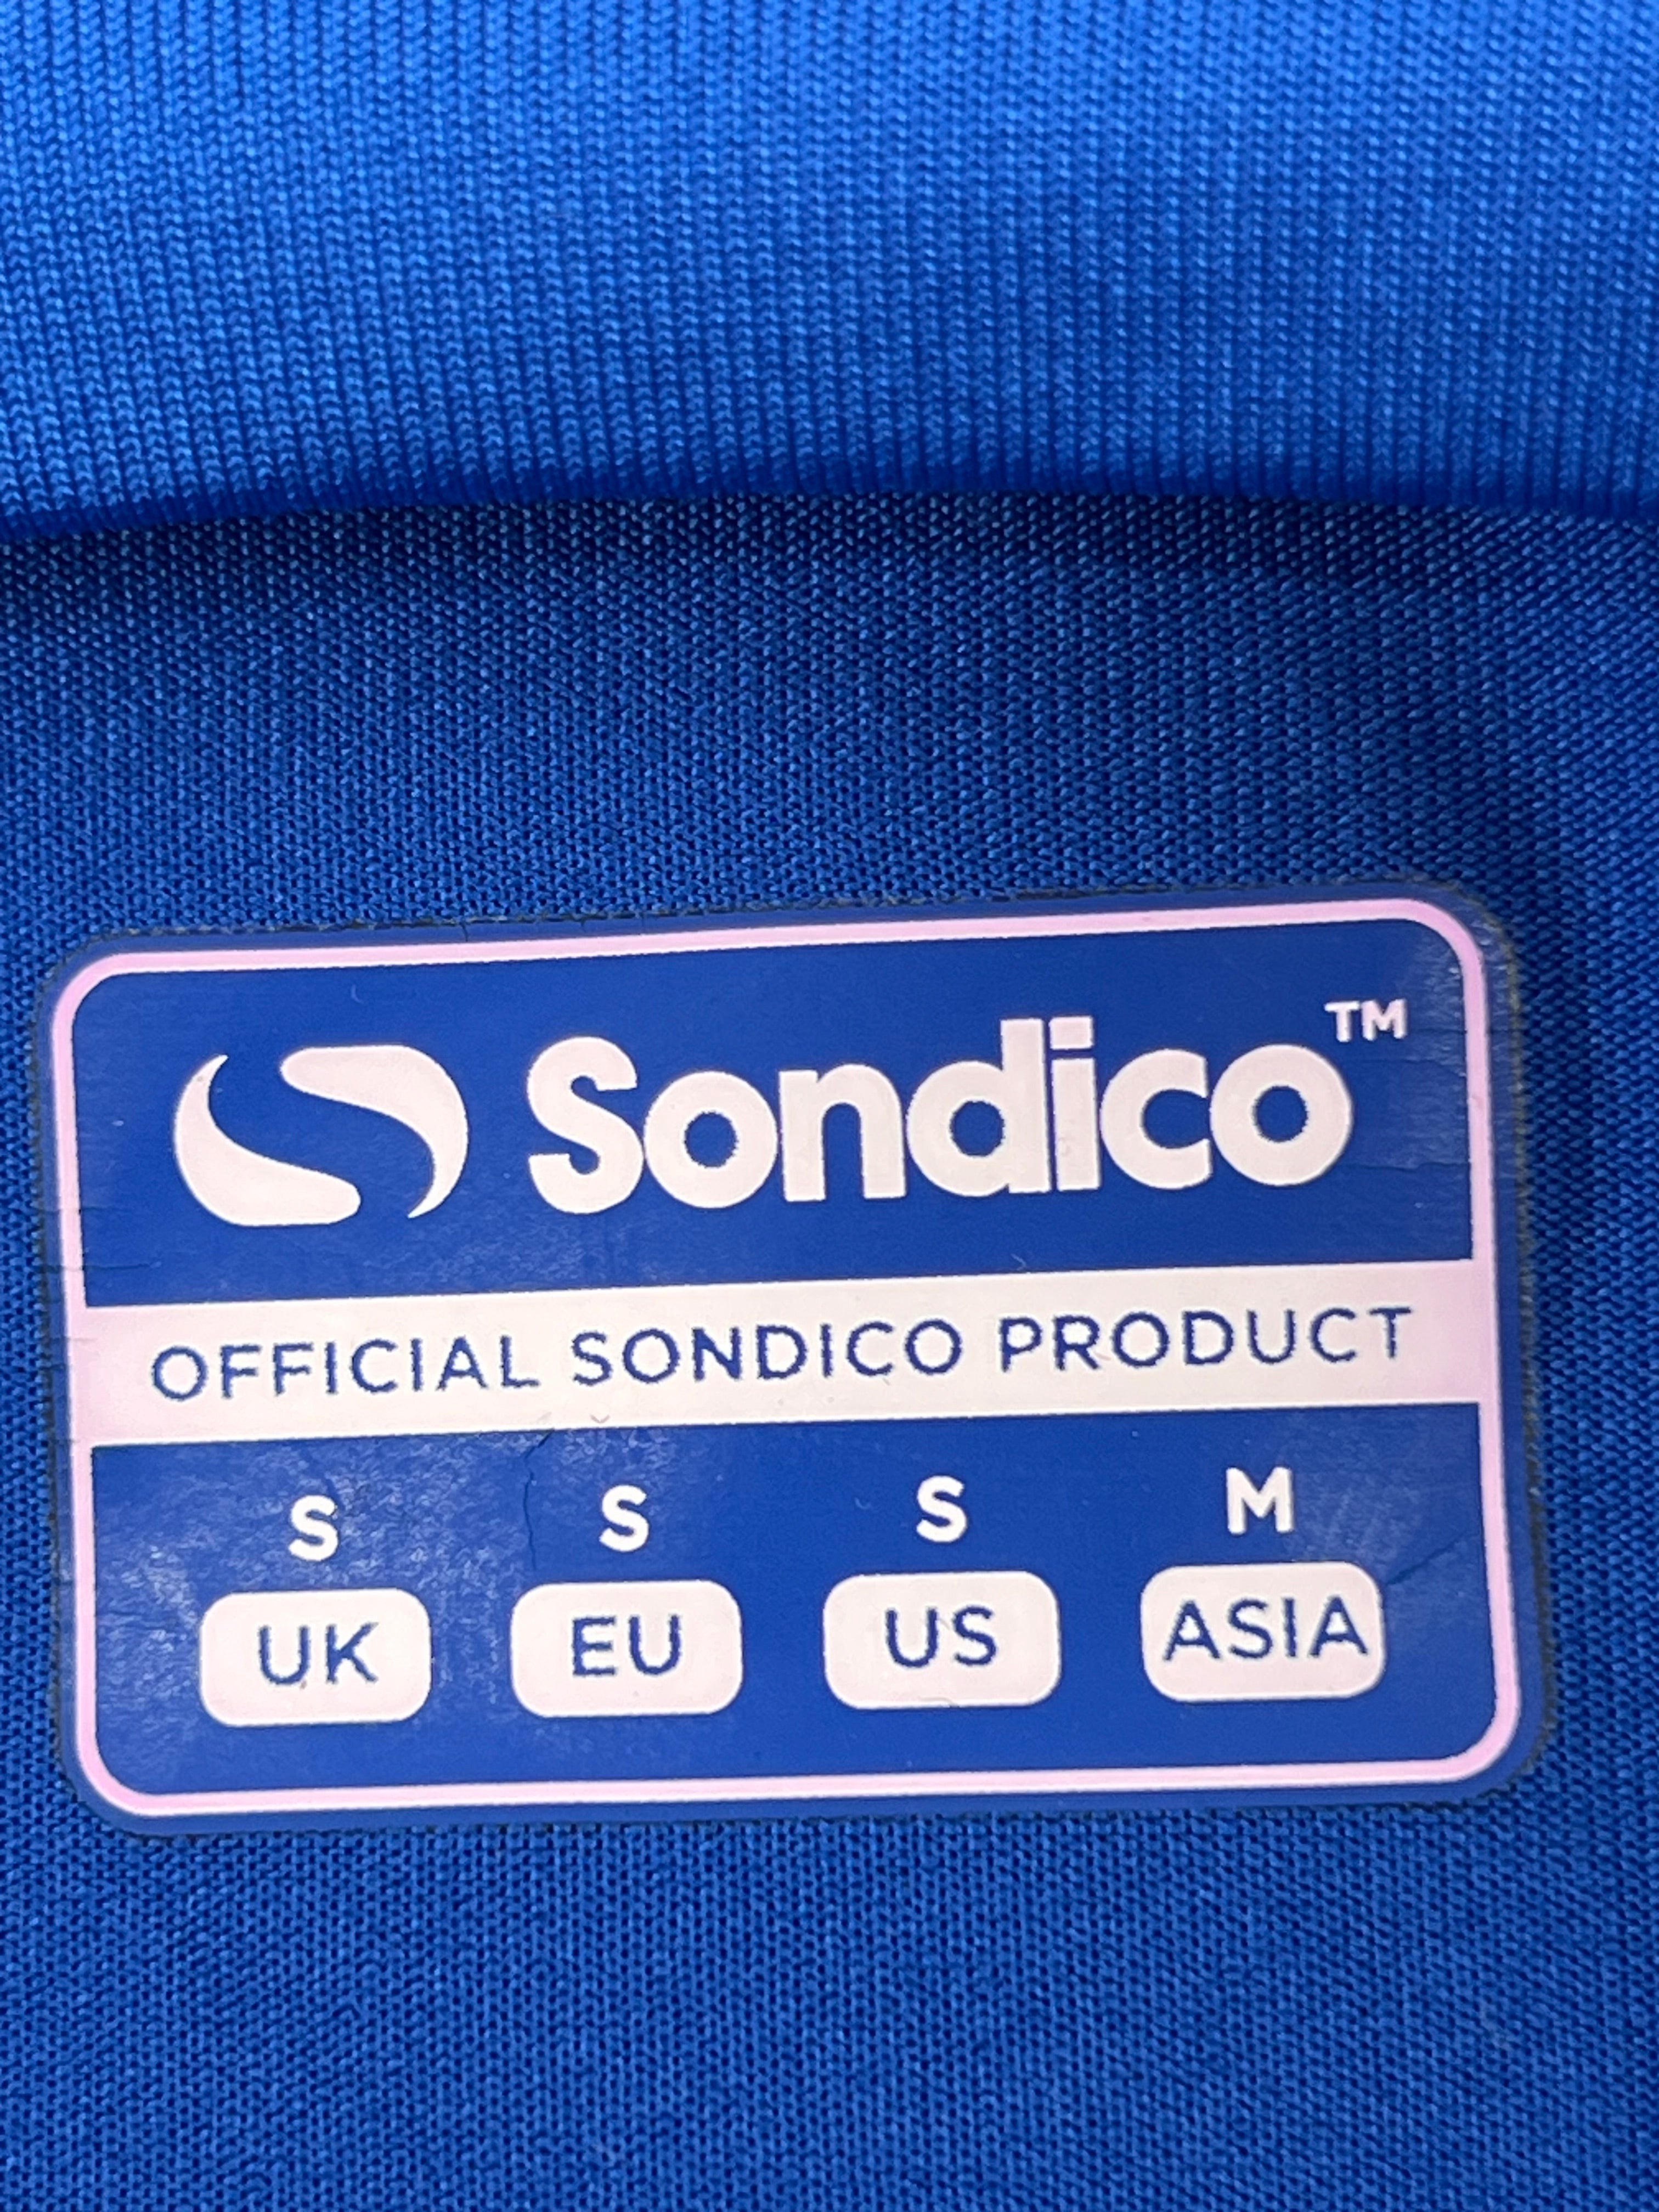 Sondico™
OFFICIAL SONDICO PRODUCT
S S S M
UK EU US ASIA